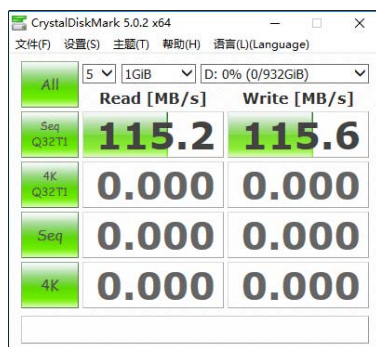 CrystalDiskMark 5.0.2 x64
文件(F) 设置(S) 主题(T) 帮助(H) 语言(L)(Language)
All 5 1GiB D: 0% (0/932GiB)
Read [MB/s] Write [MB/s]
Seq Q32T1 115.2 115.6
4K Q32T1 0.000 0.000
Seq 0.000 0.000
4K 0.000 0.000